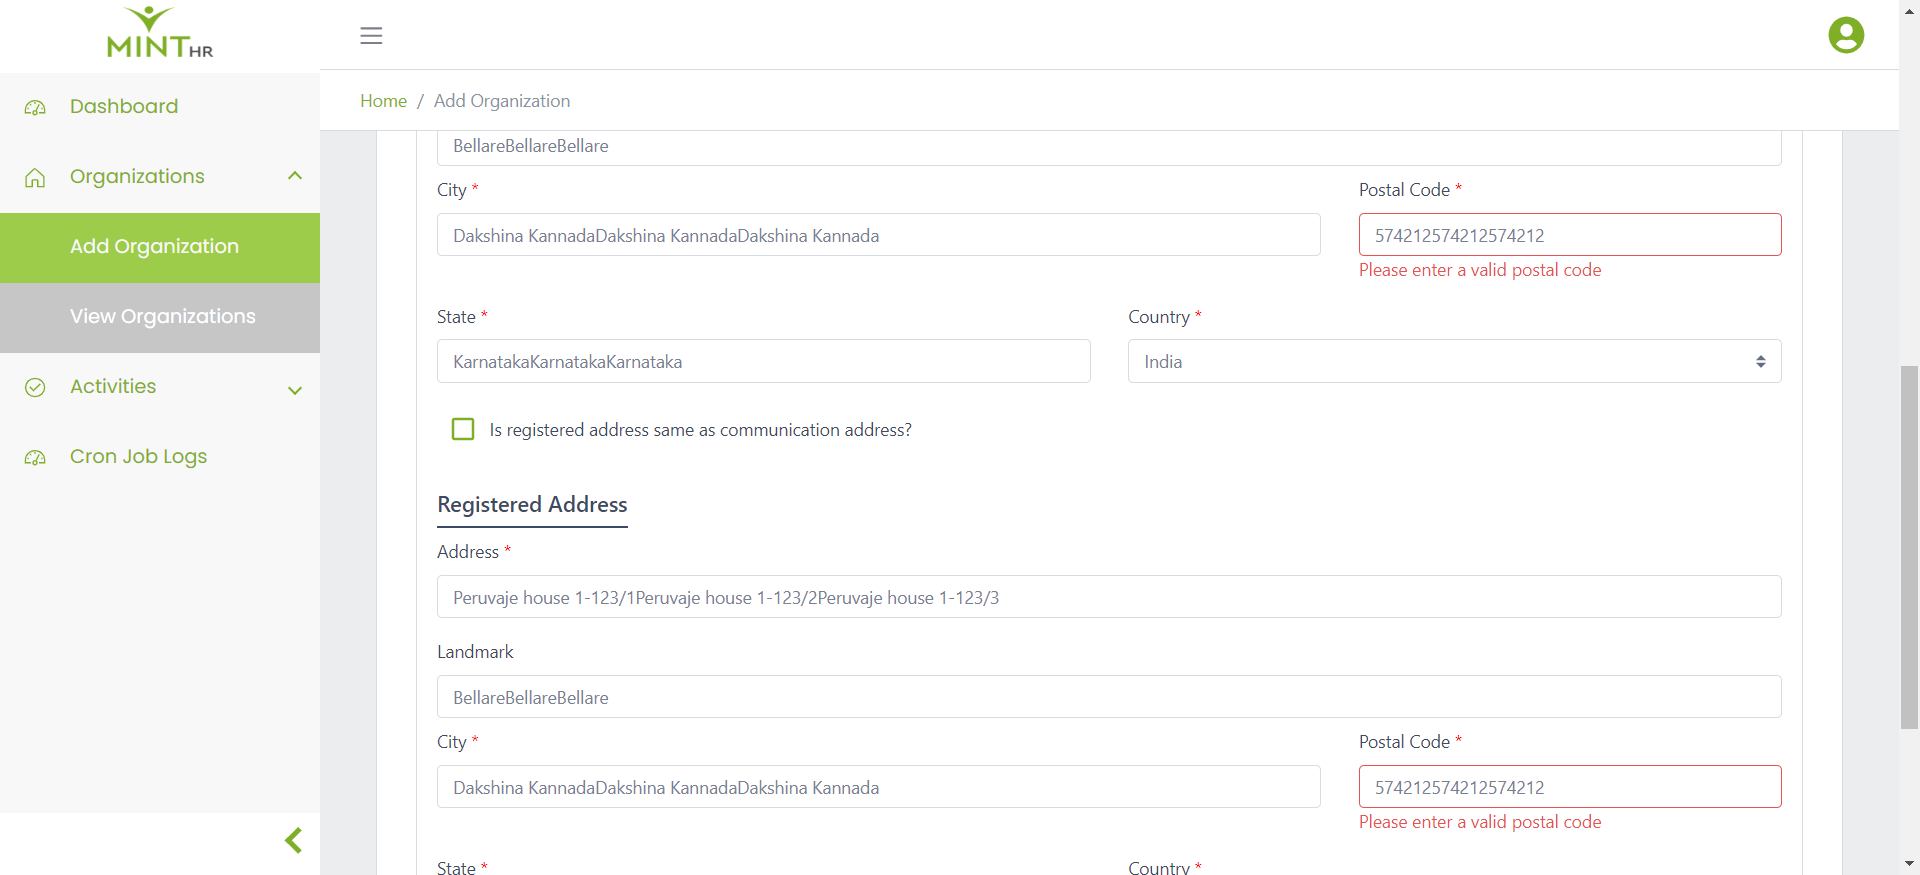 MINT HR
Home / Add Organization
Dashboard
Organizations
Add Organization
View Organizations
Activities
Cron Job Logs
BellareBellareBellare
City *
Postal Code *
Dakshina KannadaDakshina KannadaDakshina Kannada
574212574212574212
Please enter a valid postal code
State *
Country *
KarnatakaKarnatakaKarnataka
India
Is registered address same as communication address?
Registered Address
Address *
Peruvaje house 1-123/1Peruvaje house 1-123/2Peruvaje house 1-123/3
Landmark
BellareBellareBellare
City *
Postal Code *
Dakshina KannadaDakshina KannadaDakshina Kannada
574212574212574212
Please enter a valid postal code
State *
Country *